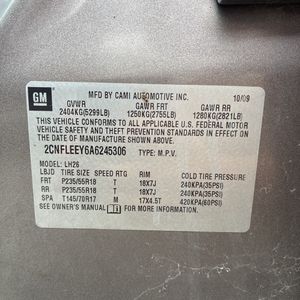 GM
MFD BY CAMI AUTOMOTIVE INC. 10/09
GVWR GAWR FRT GAWR RR
2404KG(5299LB) 1250KG(2755LB) 1280KG(2821LB)
THIS VEHICLE CONFORMS TO ALL APPLICABLE U.S. FEDERAL MOTOR
VEHICLE SAFETY AND THEFT PREVENTION STANDARDS IN EFFECT ON THE
DATE OF MANUFACTURE SHOWN ABOVE.
2CNFLEEY6A6245306 TYPE: M.P.V.
MODEL: LH26
LBJD TIRE SIZE SPEED RTG RIM COLD TIRE PRESSURE
FRT P235/55R18 T 18X7J 240KPA(35PSI)
RR P235/55R18 T 18X7J 240KPA(35PSI)
SPA T145/70R17 M 17X4.5T 420KPA(60PSI)
SEE OWNER'S MANUAL FOR MORE INFORMATION.